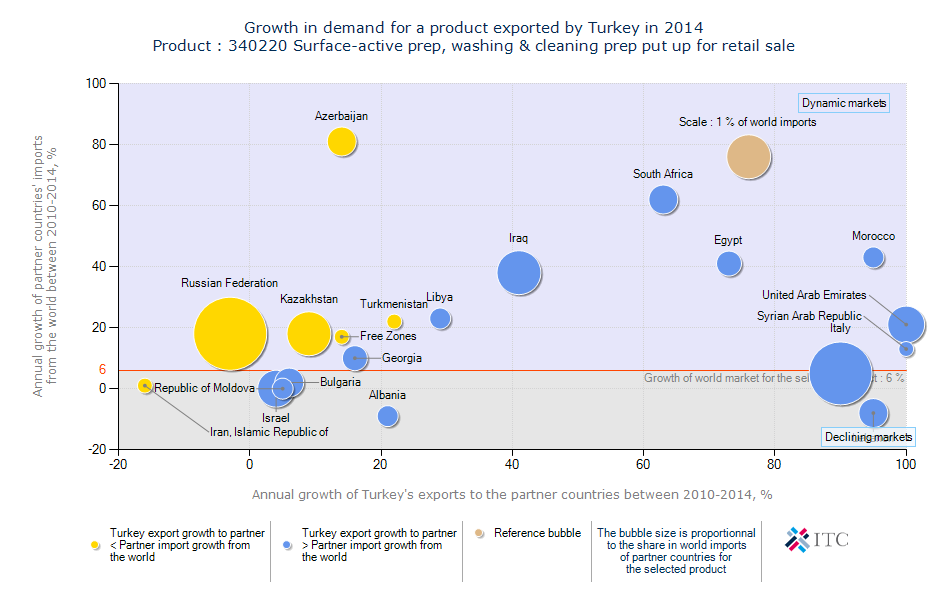 Growth in demand for a product exported by Turkey in 2014
Product : 340220 Surface-active prep, washing & cleaning prep put up for retail sale
Annual growth of partner countries' imports
from the world between 2010-2014, %
100
80
60
40
20
6
0
-20
Dynamic markets
Azerbaijan
Scale : 1 % of world imports
South Africa
Iraq
Egypt
Morocco
Russian Federation
Kazakhstan
Turkmenistan
Libya
United Arab Emirates
Syrian Arab Republic
Italy
Free Zones
Georgia
Growth of world market for the sele
t : 6 %
Republic of Moldova
Bulgaria
Albania
Israel
Iran, Islamic Republic of
Declining markets
-20
0
20
40
60
80
100
Annual growth of Turkey's exports to the partner countries between 2010-2014, %
Turkey export growth to partner
< Partner import growth from
the world
Turkey export growth to partner
> Partner import growth from
the world
Reference bubble
The bubble size is proportionnal
to the share in world imports
of partner countries for
the selected product
ITC